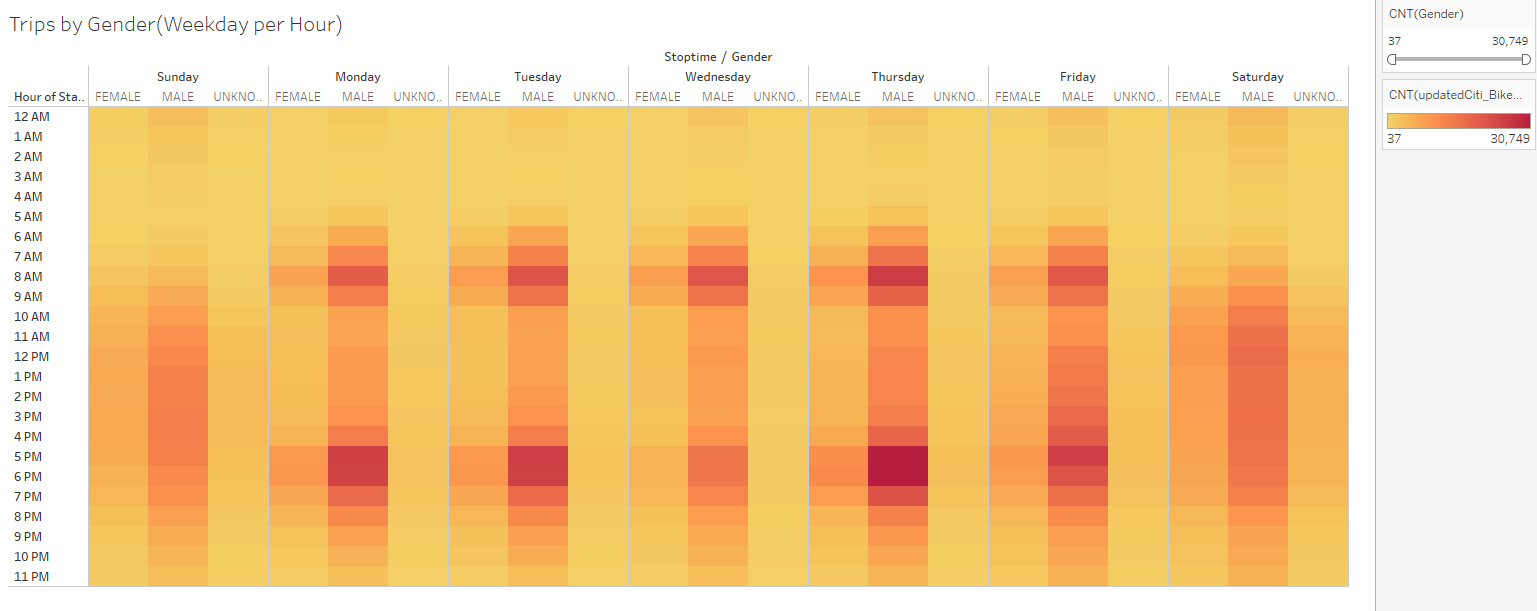 Trips by Gender(Weekday per Hour)
Stoptime / Gender
Sunday Monday Tuesday Wednesday Thursday Friday Saturday
Hour of Sta.. FEMALE MALE UNKNO.. FEMALE MALE UNKNO.. FEMALE MALE UNKNO.. FEMALE MALE UNKNO.. FEMALE MALE UNKNO.. FEMALE MALE UNKNO.. FEMALE MALE UNKNO..
12 AM
1 AM
2 AM
3 AM
4 AM
5 AM
6 AM
7 AM
8 AM
9 AM
10 AM
11 AM
12 PM
1 PM
2 PM
3 PM
4 PM
5 PM
6 PM
7 PM
8 PM
9 PM
10 PM
11 PM
CNT(Gender)
37 30,749
CNT(updatedCiti_Bike...
37 30,749